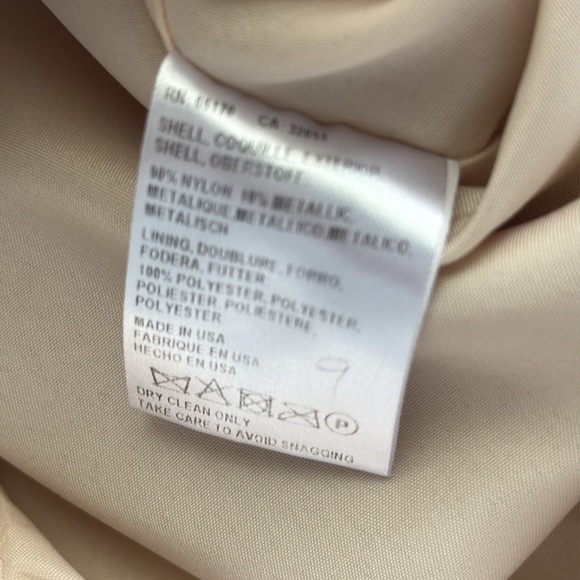 SHELL, COQUILLE, EXTERIOR
SHELL, OBERSTOFF
90% NYLON 10% METALLIC,
METALIQUE, METALLICO, METALICO,
METALISCH
LINING, DOUBLURE, FORRO,
FODERA, FUTTER
100% POLYESTER, POLYESTER,
POLIESTER, POLIESTERE,
POLYESTER
MADE IN USA
FABRIQUE EN USA
HECHO EN USA
9
P
DRY CLEAN ONLY
TAKE CARE TO AVOID SNAGGING